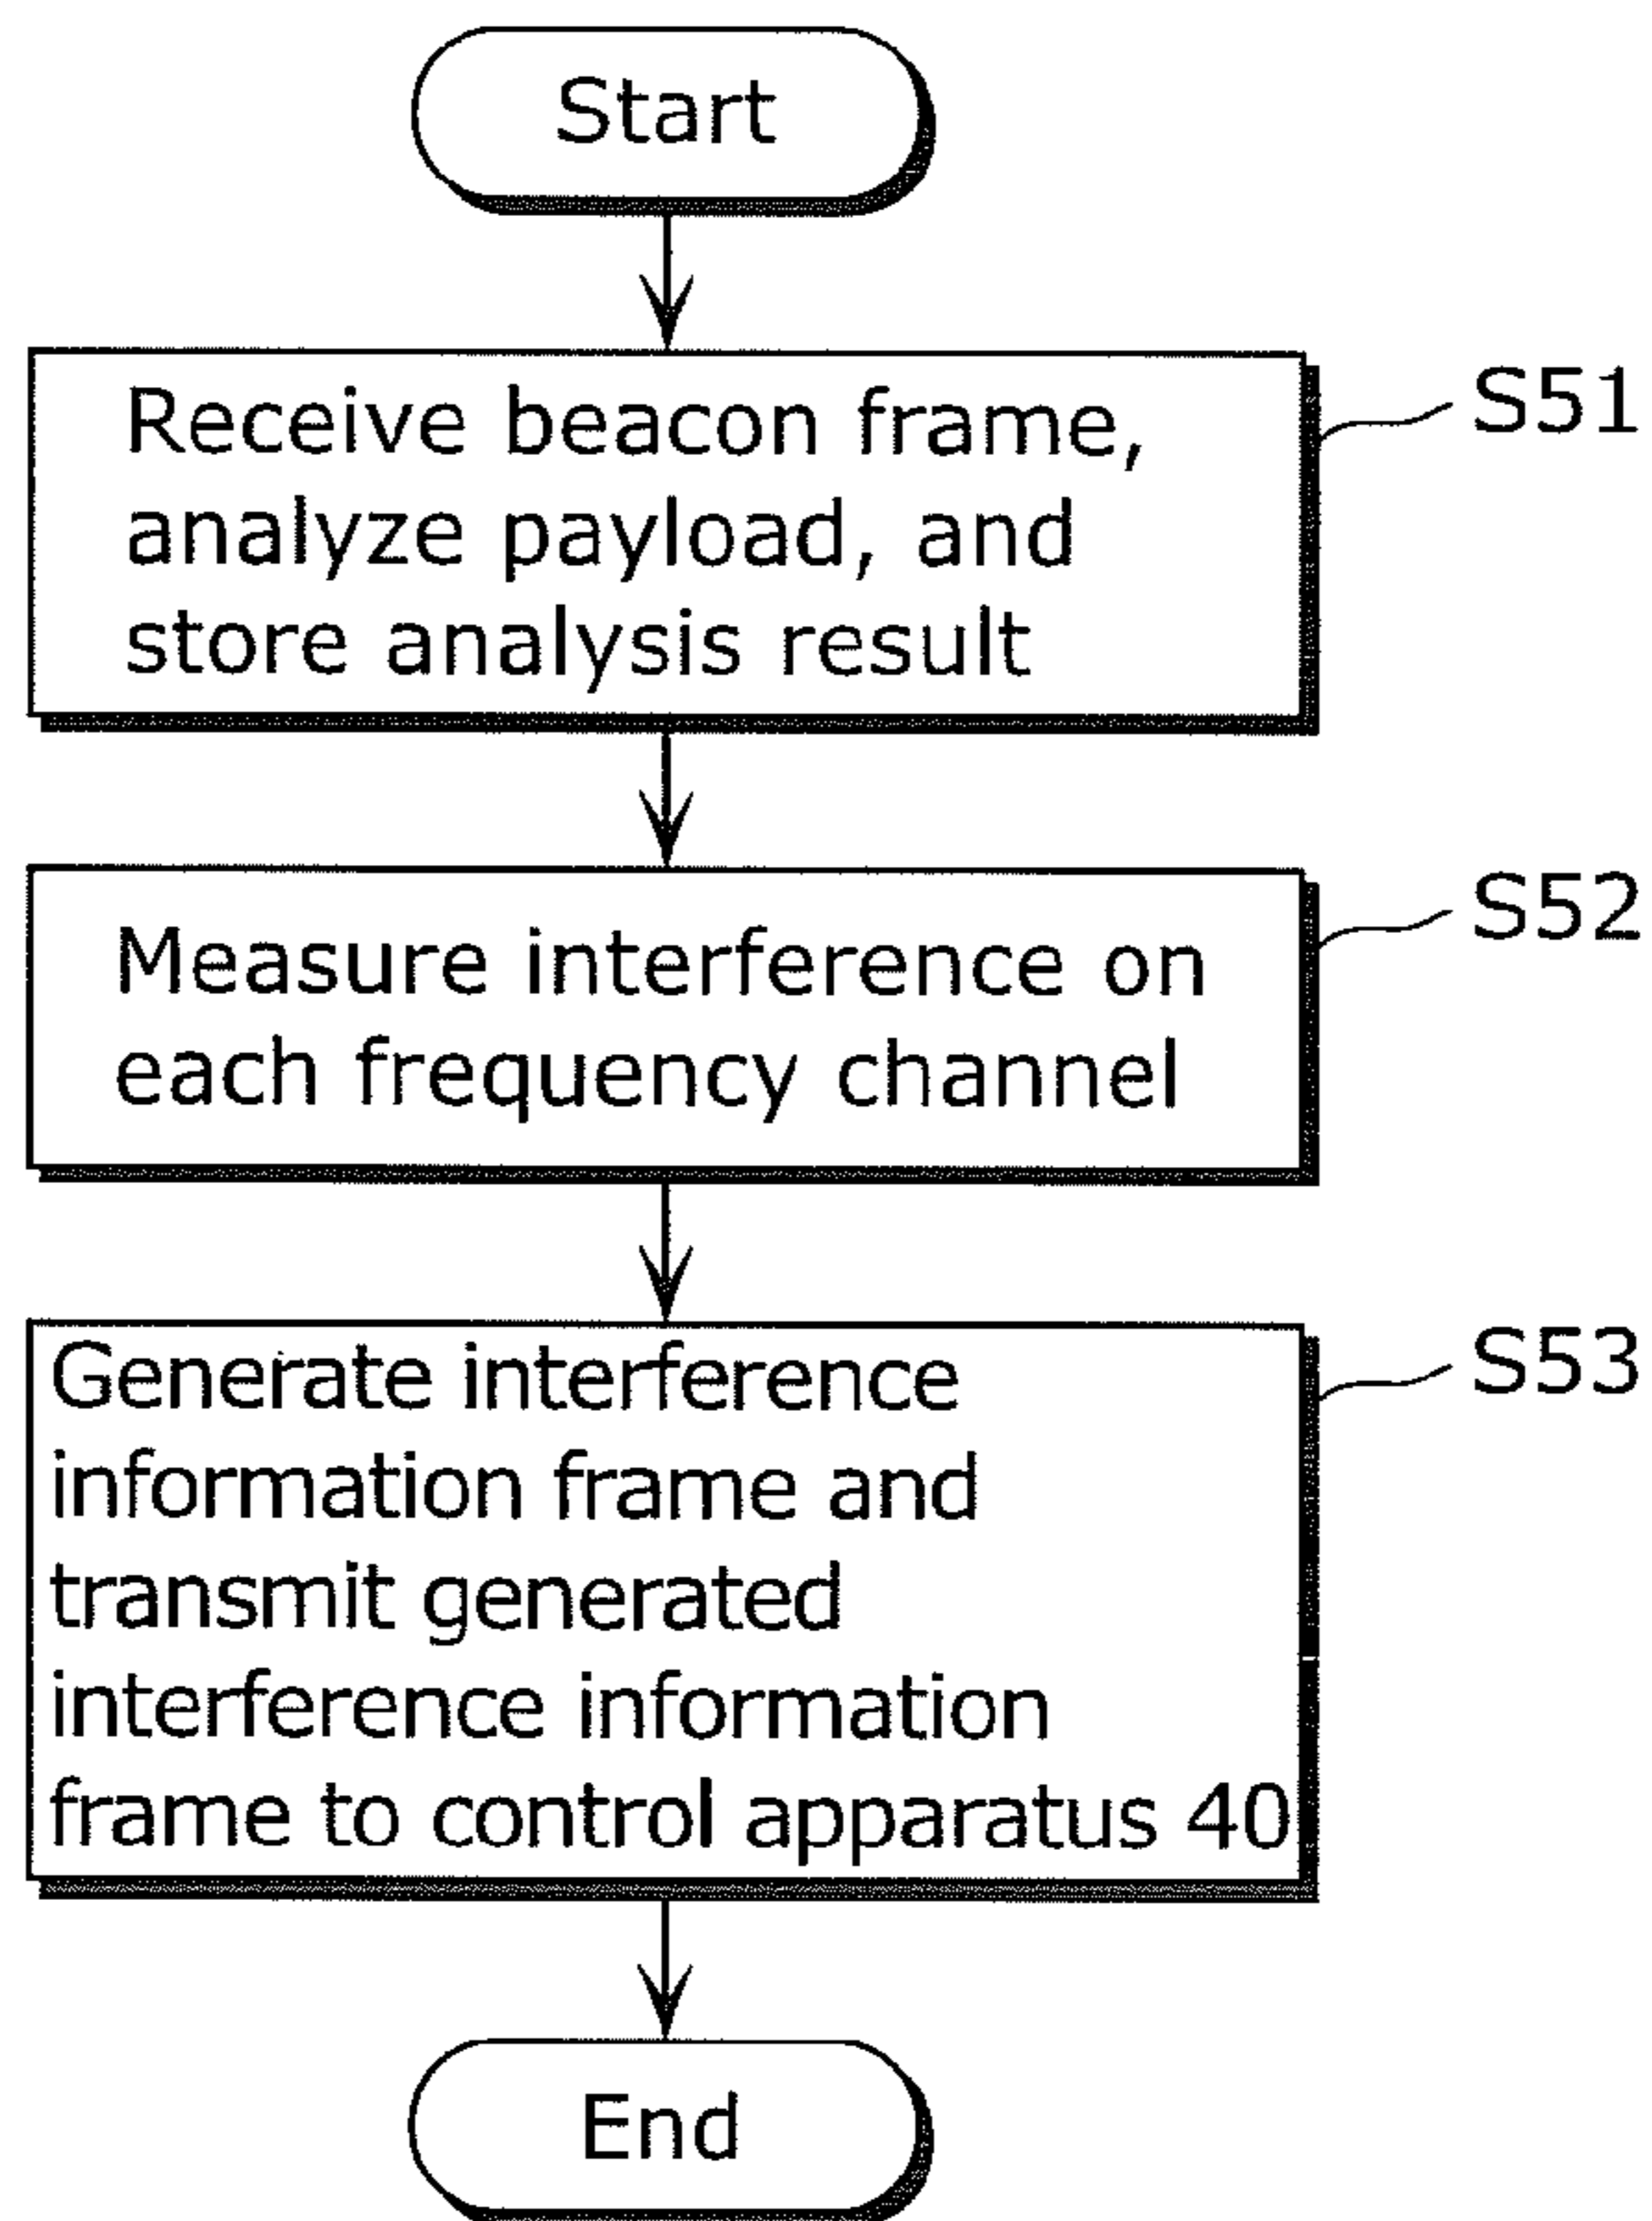 Start
Receive beacon frame,
analyze payload, and
store analysis result
S51
Measure interference on
each frequency channel
S52
Generate interference
information frame and
transmit generated
interference information
frame to control apparatus 40
S53
End